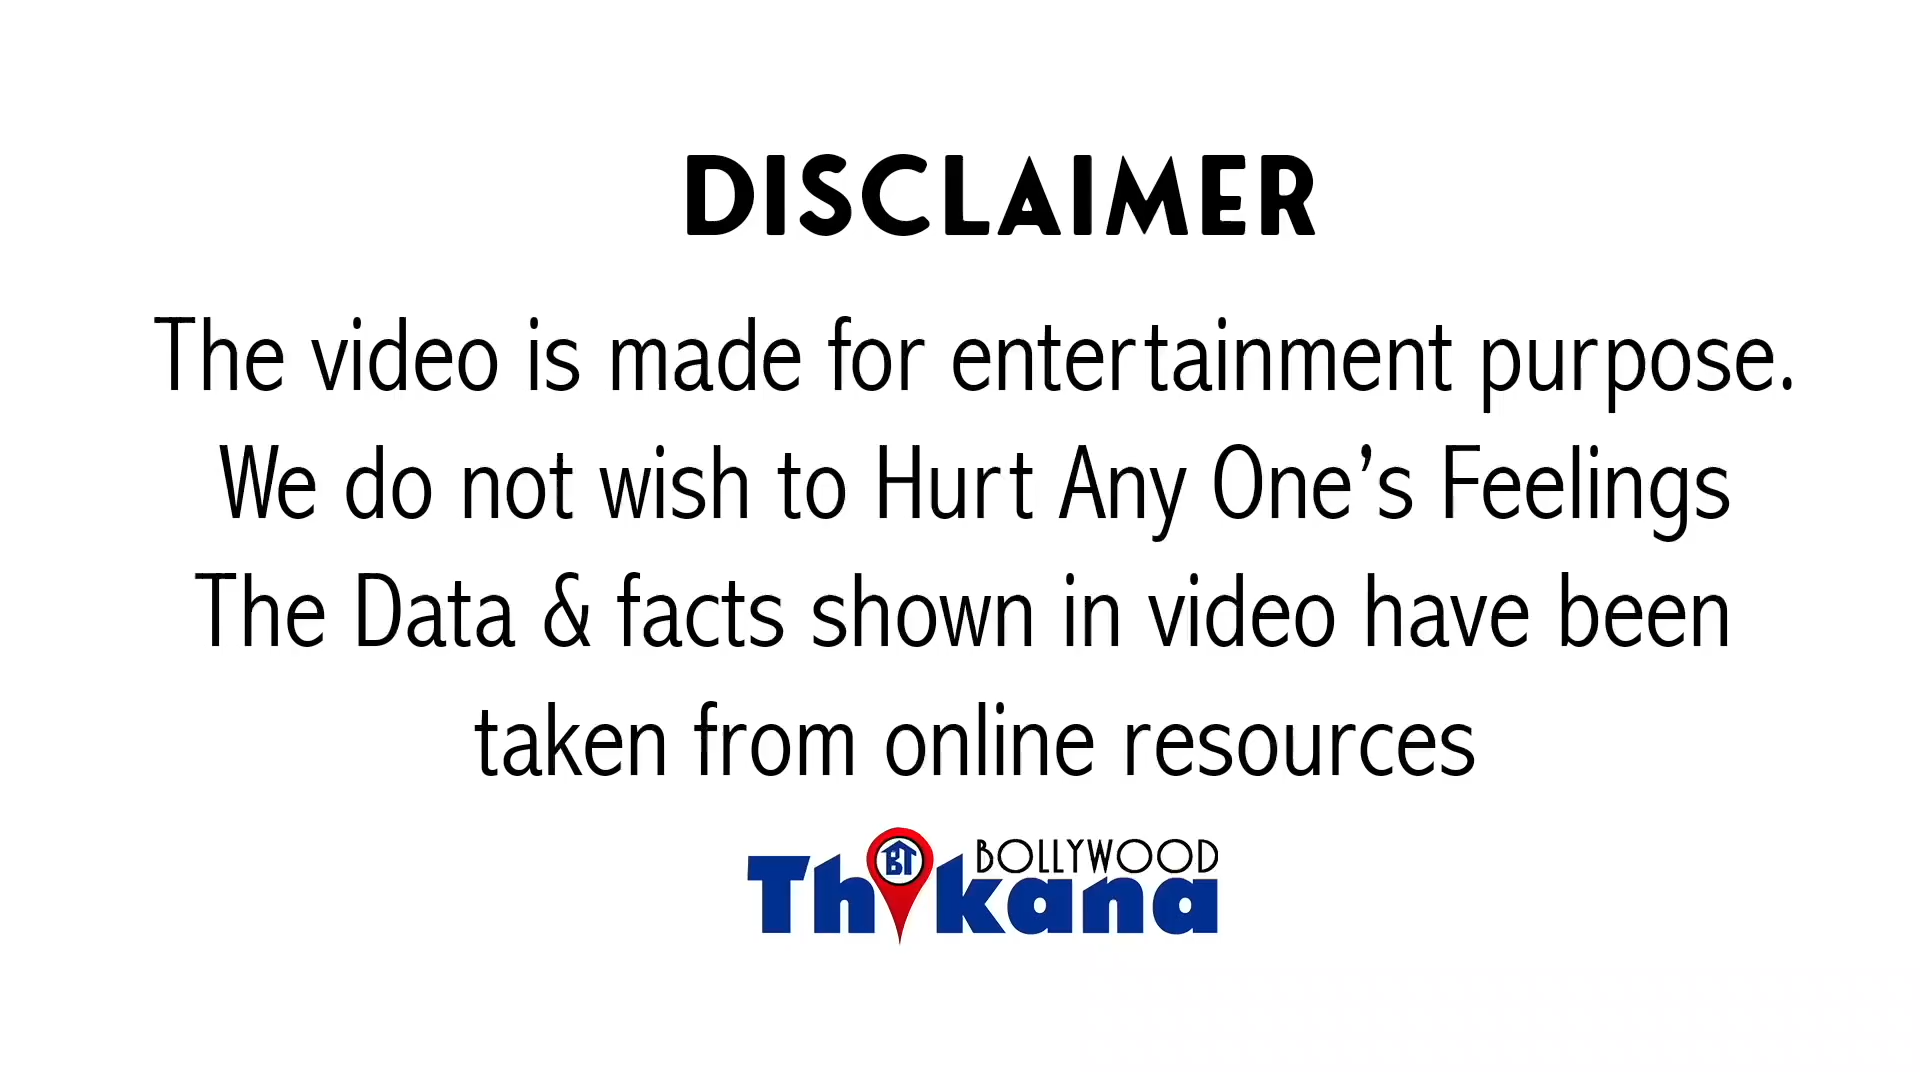 DISCLAIMER
The video is made for entertainment purpose.
We do not wish to Hurt Any One’s Feelings
The Data & facts shown in video have been
taken from online resources
BOLLYWOOD
BT
Thikana